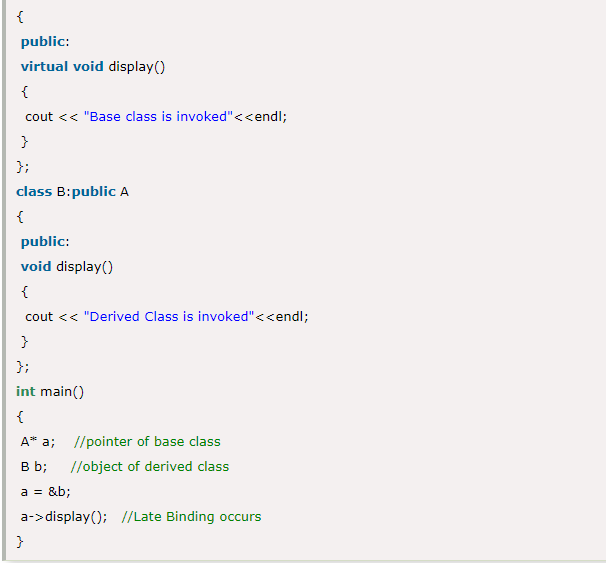 {
public:
virtual void display()
{
cout << "Base class is invoked"<<endl;
}
};
class B:public A
{
public:
void display()
{
cout << "Derived Class is invoked"<<endl;
}
};
int main()
{
A* a;    //pointer of base class
B b;     //object of derived class
a = &b;
a->display();   //Late Binding occurs
}